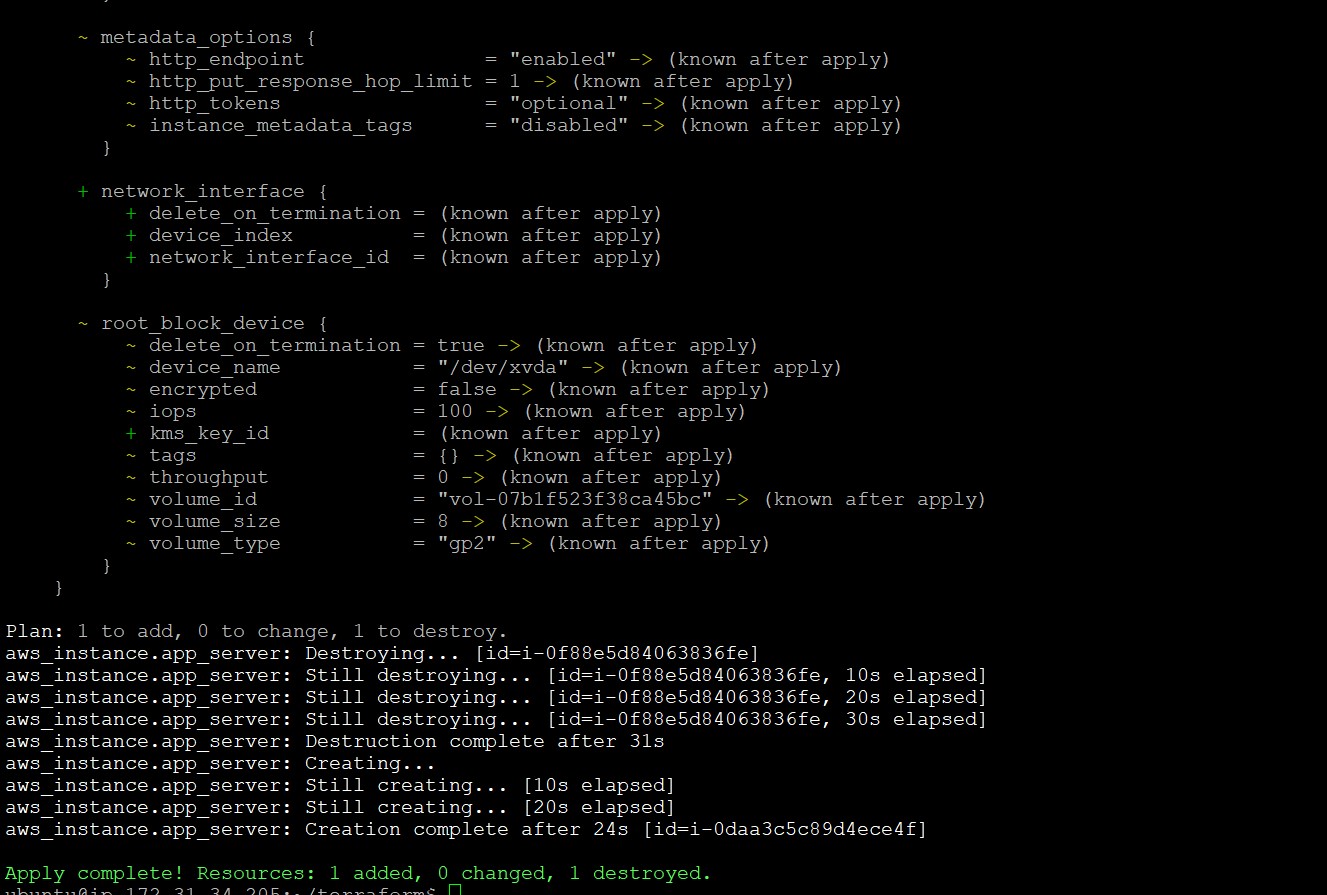 ~ metadata_options {
~ http_endpoint = "enabled" -> (known after apply)
~ http_put_response_hop_limit = 1 -> (known after apply)
~ http_tokens = "optional" -> (known after apply)
~ instance_metadata_tags = "disabled" -> (known after apply)
}
+ network_interface {
+ delete_on_termination = (known after apply)
+ device_index = (known after apply)
+ network_interface_id = (known after apply)
}
~ root_block_device {
~ delete_on_termination = true -> (known after apply)
~ device_name = "/dev/xvda" -> (known after apply)
~ encrypted = false -> (known after apply)
~ iops = 100 -> (known after apply)
+ kms_key_id = (known after apply)
~ tags = {} -> (known after apply)
~ throughput = 0 -> (known after apply)
~ volume_id = "vol-07b1f523f38ca45bc" -> (known after apply)
~ volume_size = 8 -> (known after apply)
~ volume_type = "gp2" -> (known after apply)
}
}
Plan: 1 to add, 0 to change, 1 to destroy.
aws_instance.app_server: Destroying... [id=i-0f88e5d84063836fe]
aws_instance.app_server: Still destroying... [id=i-0f88e5d84063836fe, 10s elapsed]
aws_instance.app_server: Still destroying... [id=i-0f88e5d84063836fe, 20s elapsed]
aws_instance.app_server: Still destroying... [id=i-0f88e5d84063836fe, 30s elapsed]
aws_instance.app_server: Destruction complete after 31s
aws_instance.app_server: Creating...
aws_instance.app_server: Still creating... [10s elapsed]
aws_instance.app_server: Still creating... [20s elapsed]
aws_instance.app_server: Creation complete after 24s [id=i-0daa3c5c89d4ece4f]
Apply complete! Resources: 1 added, 0 changed, 1 destroyed.
ubuntu@ip-172-31-34-205:~/terraform$